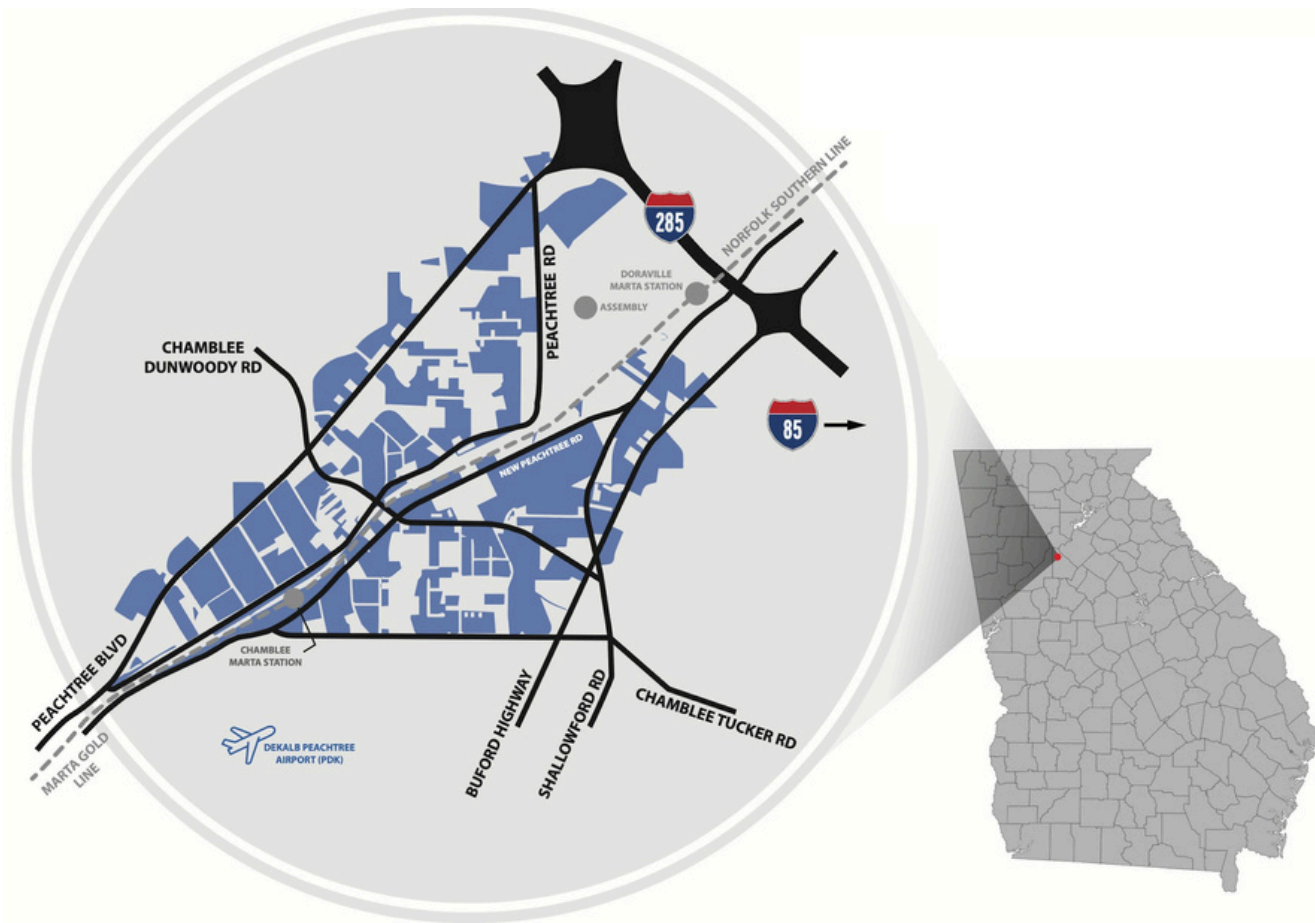 NORFOLK SOUTHERN LINE
285
PEACHTREE RD
DORAVILLE
MARTA STATION
ASSEMBLY
CHAMBLEE
DUNWOODY RD
85
NEW PEACHTREE RD
CHAMBLEE
MARTA STATION
PEACHTREE BLVD
MARTA GOLD
LINE
DEKALB PEACHTREE
AIRPORT (PDK)
BUFORD HIGHWAY
SHALLOWFORD RD
CHAMBLEE TUCKER RD